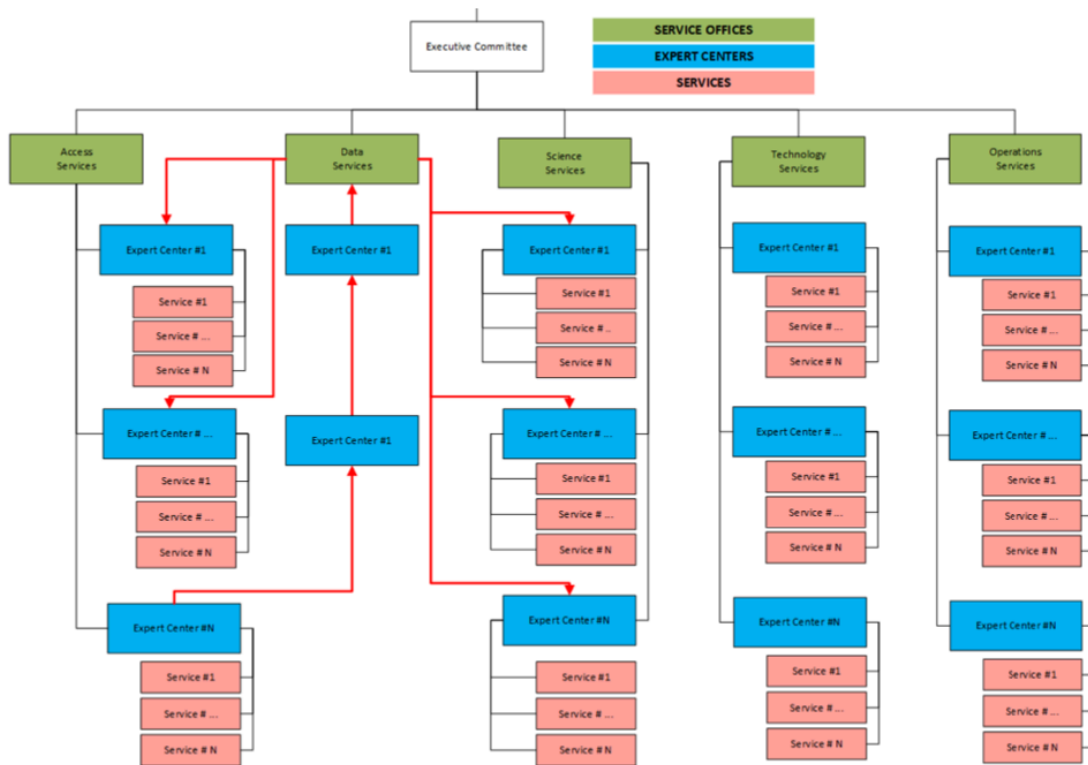 Executive Committee
SERVICE OFFICES
EXPERT CENTERS
SERVICES
Access
Services
Data
Services
Science
Services
Technology
Services
Operations
Services
Expert Center #1
Service #1
Service # ...
Service # N
Expert Center # ...
Service #1
Service # ...
Service # N
Expert Center #N
Service #1
Service # ...
Service # N
Expert Center #1
Expert Center #1
Expert Center #1
Service #1
Service # ..
Service # N
Expert Center # ...
Service #1
Service # ...
Service # N
Expert Center #N
Service #1
Service # ...
Service # N
Expert Center #1
Service #1
Service # ...
Service # N
Expert Center # ...
Service #1
Service # ...
Service # N
Expert Center #N
Service #1
Service # ...
Service # N
Expert Center #1
Service #1
Service # ...
Service # N
Expert Center # ...
Service #1
Service # ...
Service # N
Expert Center #N
Service #1
Service # ...
Service # N